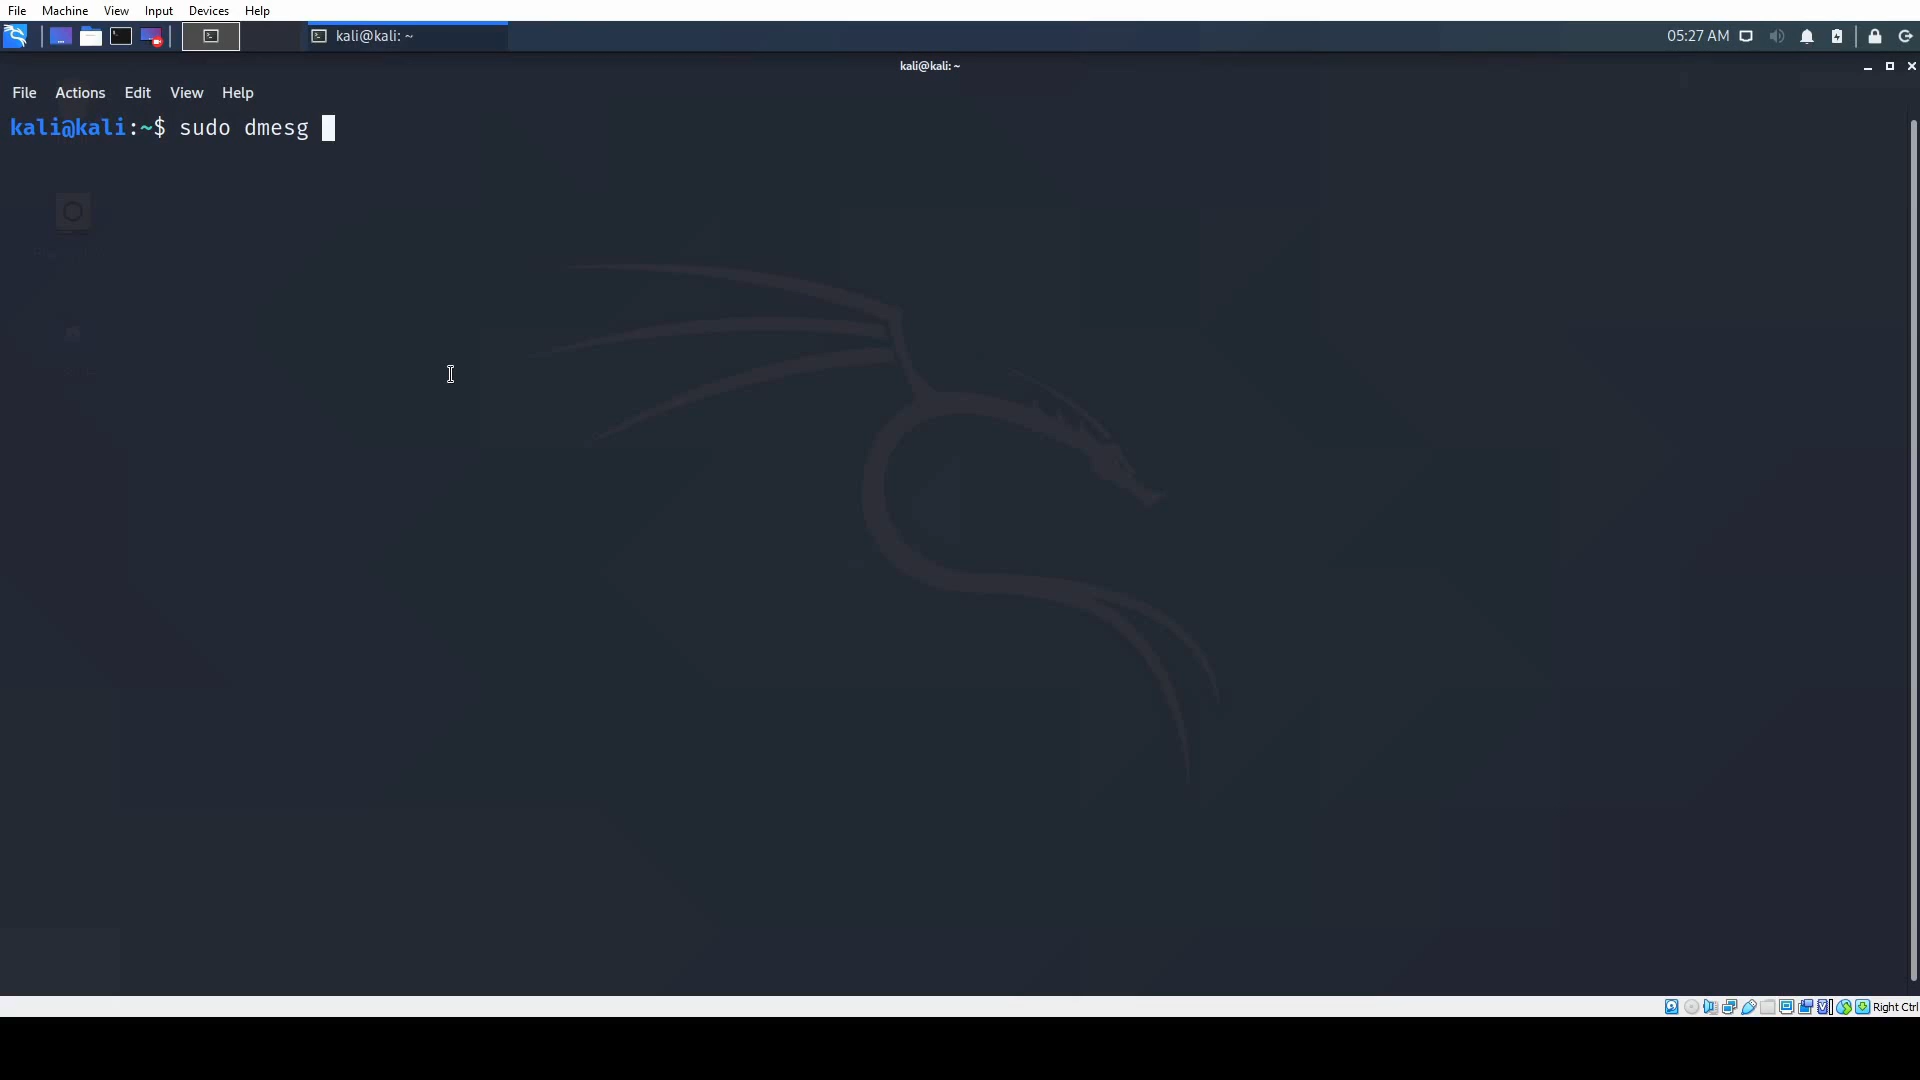 File Machine View Input Devices Help
kali@kali: ~ 05:27 AM
kali@kali: ~
File Actions Edit View Help
kali@kali:~$ sudo dmesg
Right Ctrl